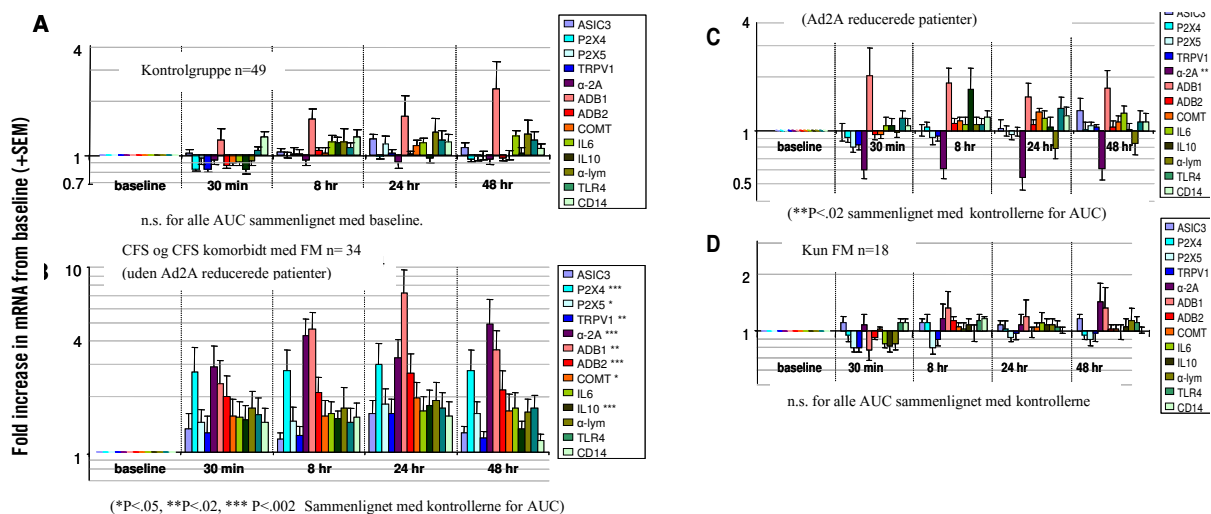 Fold increase in mRNA from baseline (+SEM)
A
4
1
0.7
Kontrolgruppe n=49
baseline
30 min
8 hr
24 hr
48 hr
ASIC3
P2X4
P2X5
TRPV1
α-2A
ADB1
ADB2
COMT
IL6
IL10
α-lym
TLR4
CD14
n.s. for alle AUC sammenlignet med baseline.
CFS og CFS komorbidt med FM n= 34
(uden Ad2A reducerede patienter)
10
4
1
baseline
30 min
8 hr
24 hr
48 hr
ASIC3
P2X4 ***
P2X5 *
TRPV1 **
α-2A ***
ADB1 **
ADB2 ***
COMT *
IL6
IL10 ***
α-lym
TLR4
CD14
(*P<.05, **P<.02, *** P<.002 Sammenlignet med kontrollerne for AUC)
C
(Ad2A reducerede patienter)
4
2
1
0.5
baseline
30 min
8 hr
24 hr
48 hr
ASIC3
P2X4
P2X5
TRPV1
α-2A **
ADB1
ADB2
COMT
IL6
IL10
α-lym
TLR4
CD14
(**P<.02 sammenlignet med kontrollerne for AUC)
D
Kun FM n=18
2
1
baseline
30 min
8 hr
24 hr
48 hr
ASIC3
P2X4
P2X5
TRPV1
α-2A
ADB1
ADB2
COMT
IL6
IL10
α-lym
TLR4
CD14
n.s. for alle AUC sammenlignet med kontrollerne